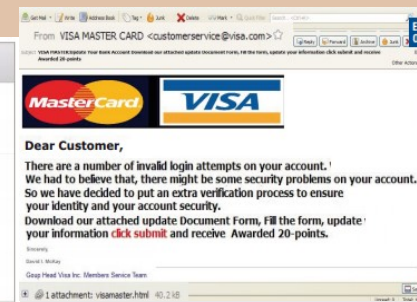 Get Mail Write Address Book Tag Junk Delete Mark
From VISA MASTER CARD <customerservice@visa.com>
Reply Forward Archive Junk
VISA MASTER:Update Your Bank Account Download our attached update Document Form, Fill the form, update your information click submit and receive
Awarded 20-points
Other Actions
MasterCard VISA
Dear Customer,
There are a number of invalid login attempts on your account.
We had to believe that, there might be some security problems on your account.
So we have decided to put an extra verification process to ensure
your identity and your account security.
Download our attached update Document Form, Fill the form, update
your information click submit and receive Awarded 20-points.
Sincerely
David I. McKay
Goup Head Visa Inc. Members Service Team
1 attachment: visamaster.html 40.2 kB